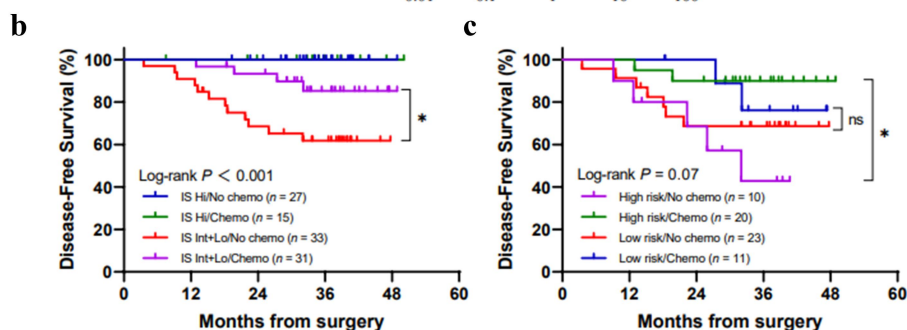 b
c
Disease-Free Survival (%)
100
80
60
40
20
0
*
Log-rank P < 0.001
IS Hi/No chemo (n = 27)
IS Hi/Chemo (n = 15)
IS Int+Lo/No chemo (n = 33)
IS Int+Lo/Chemo (n = 31)
0 12 24 36 48 60
Months from surgery
Disease-Free Survival (%)
100
80
60
40
20
0
ns
*
Log-rank P = 0.07
High risk/No chemo (n = 10)
High risk/Chemo (n = 20)
Low risk/No chemo (n = 23)
Low risk/Chemo (n = 11)
0 12 24 36 48 60
Months from surgery